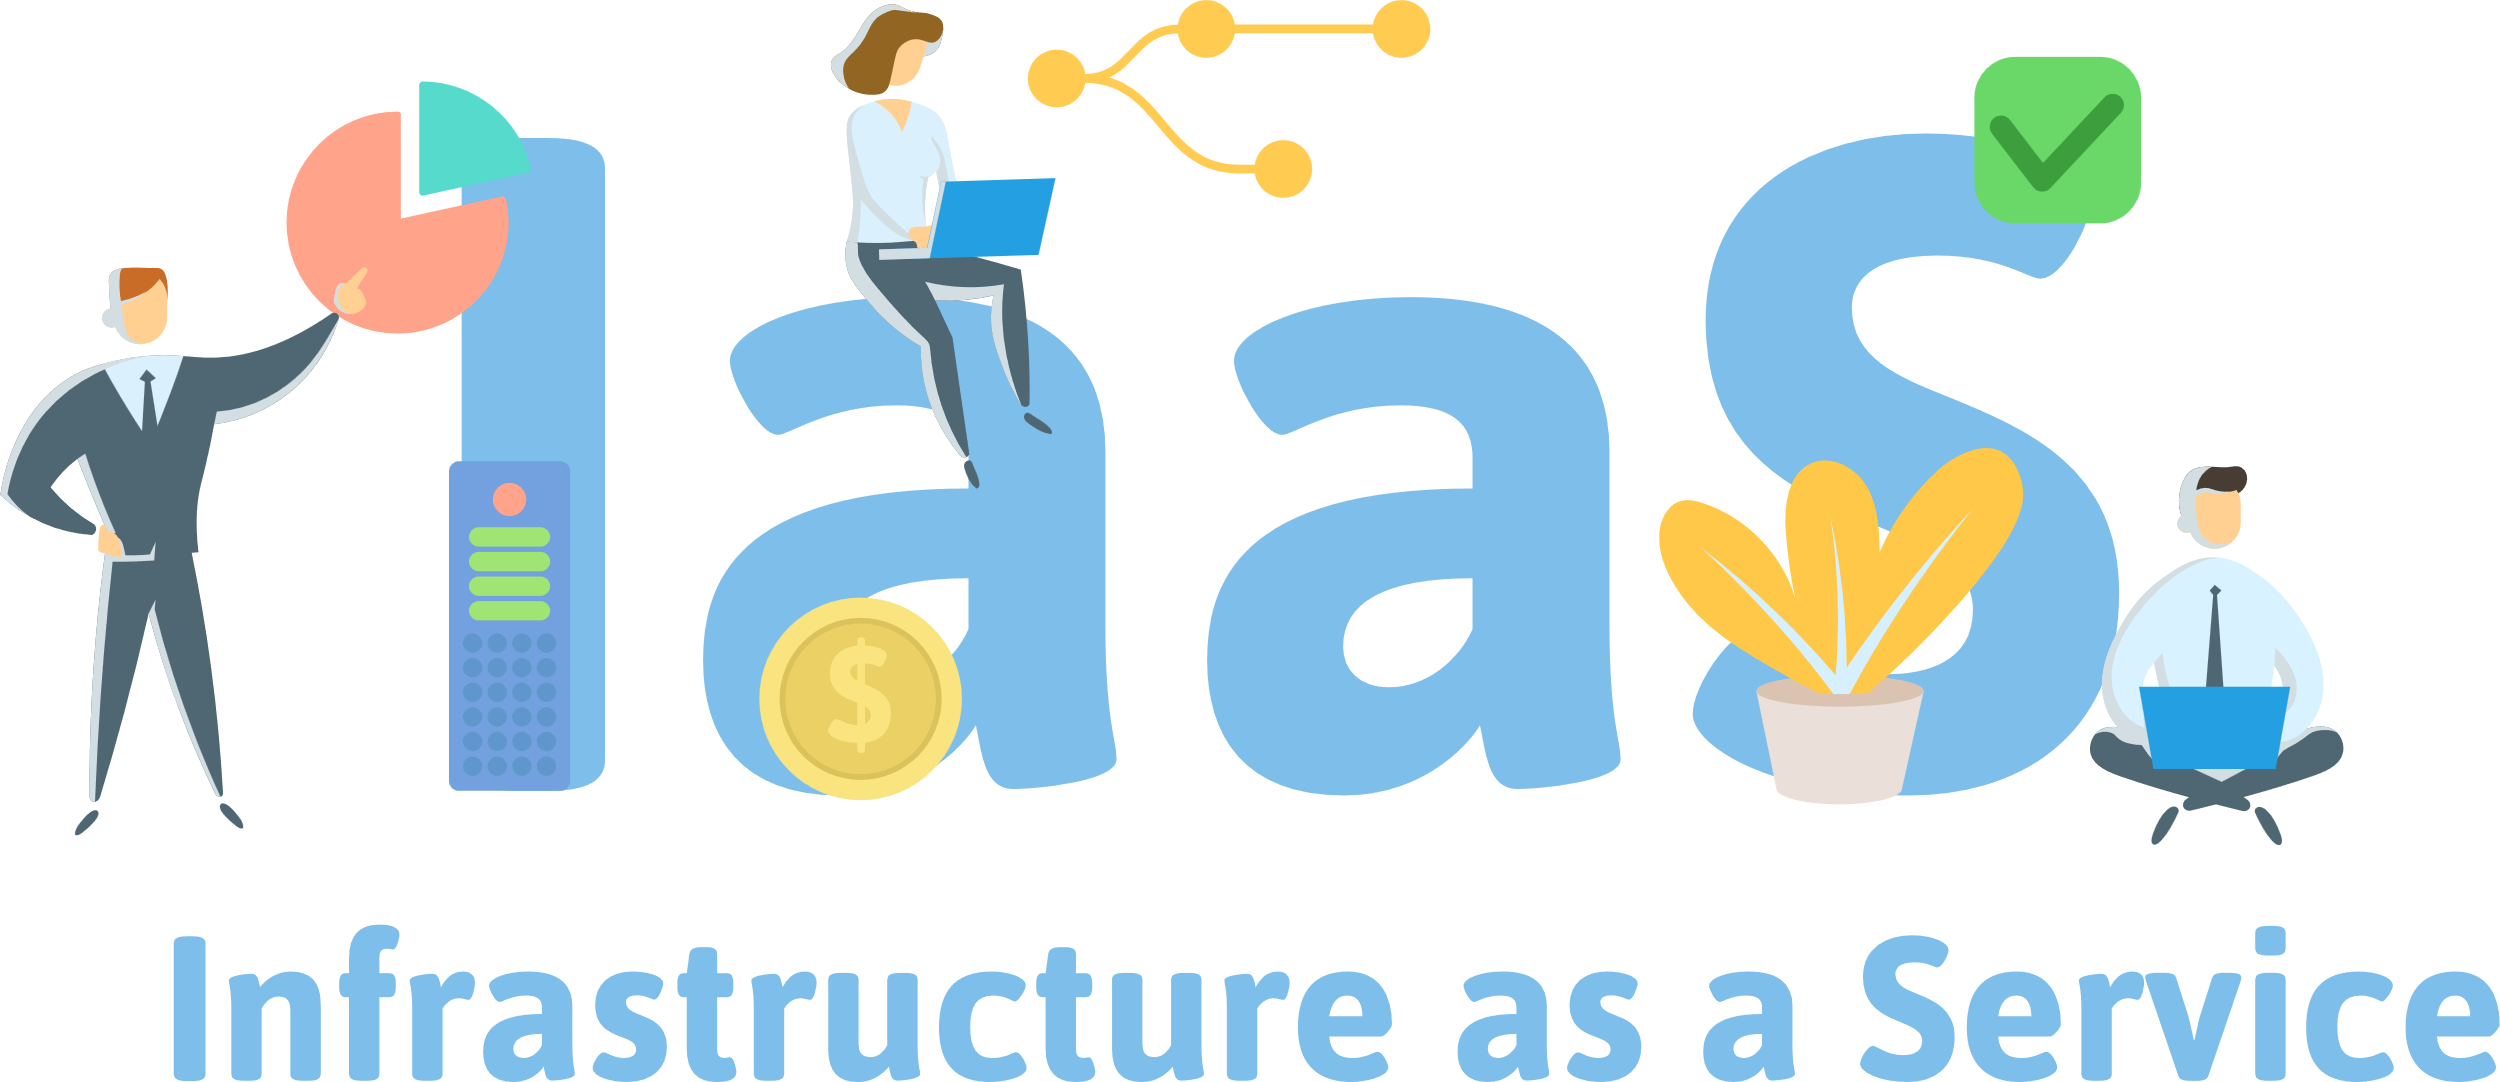 IaaS
$
Infrastructure as a Service